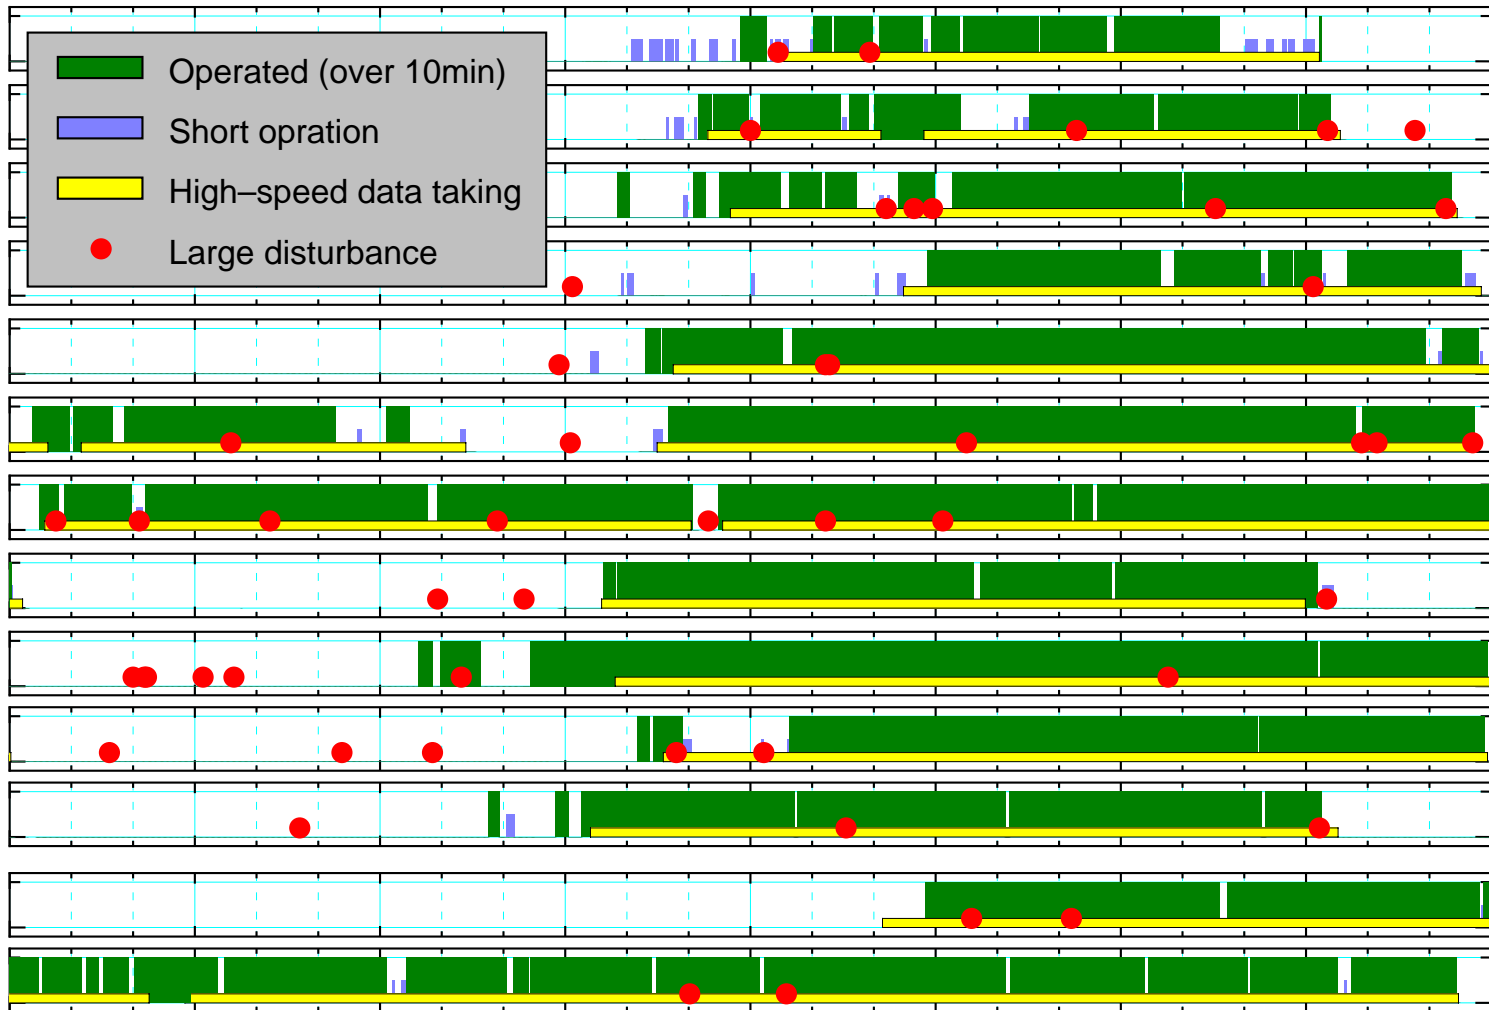 Operated (over 10min)
Short opration
High–speed data taking
Large disturbance